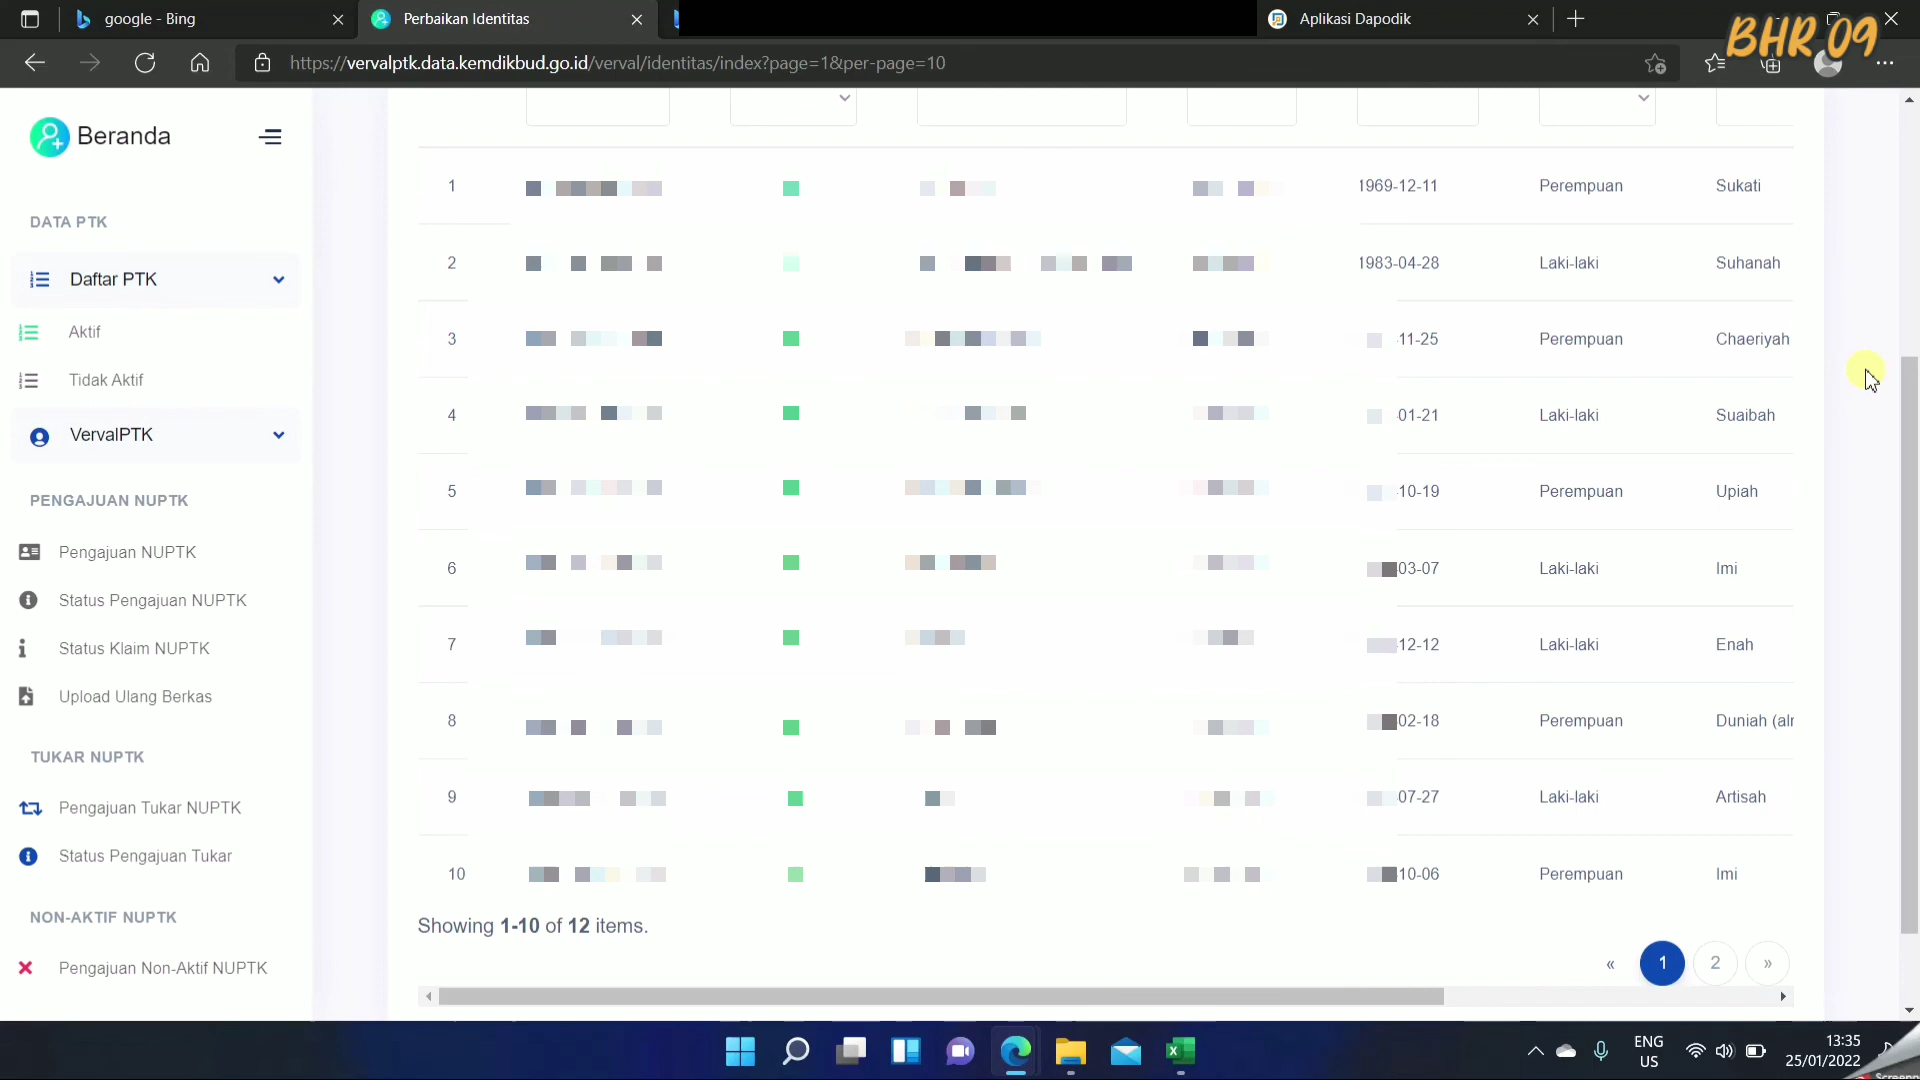 google - Bing
Perbaikan Identitas
Aplikasi Dapodik
BHR 09
https://vervalptk.data.kemdikbud.go.id/verval/identitas/index?page=1&per-page=10
Beranda
DATA PTK
Daftar PTK
Aktif
Tidak Aktif
VervalPTK
PENGAJUAN NUPTK
Pengajuan NUPTK
Status Pengajuan NUPTK
Status Klaim NUPTK
Upload Ulang Berkas
TUKAR NUPTK
Pengajuan Tukar NUPTK
Status Pengajuan Tukar
NON-AKTIF NUPTK
Pengajuan Non-Aktif NUPTK
1 1969-12-11 Perempuan Sukati
2 1983-04-28 Laki-laki Suhanah
3 11-25 Perempuan Chaeriyah
4 01-21 Laki-laki Suaibah
5 10-19 Perempuan Upiah
6 03-07 Laki-laki Imi
7 12-12 Laki-laki Enah
8 02-18 Perempuan Duniah (alr
9 07-27 Laki-laki Artisah
10 10-06 Perempuan Imi
Showing 1-10 of 12 items.
« 1 2 »
ENG
US
13:35
25/01/2022